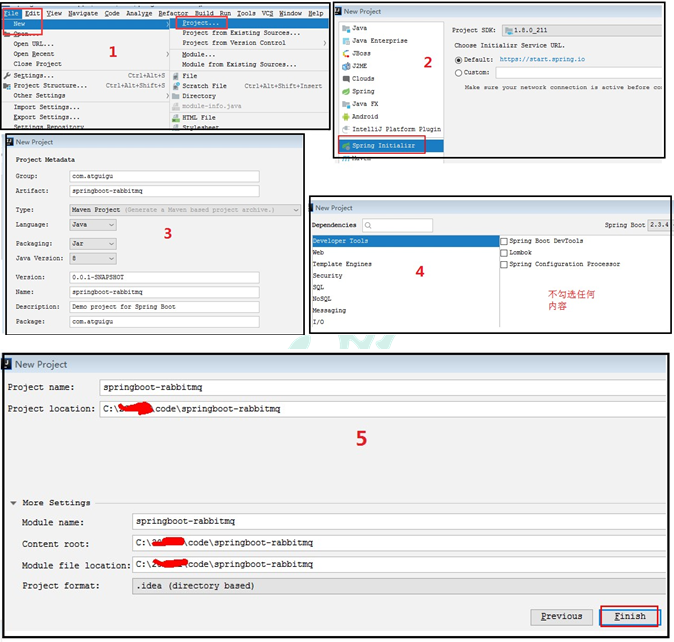 File Edit View Navigate Code Analyze Refactor Build Run Tools VCS Window Help
New
Open...
Open URL...
Open Recent
Close Project
Settings... Ctrl+Alt+S
Project Structure... Ctrl+Alt+Shift+S
Other Settings
Import Settings...
Export Settings...
Settings Repository
Project...
Project from Existing Sources...
Project from Version Control
Module...
Module from Existing Sources...
File
Scratch File Ctrl+Alt+Shift+Insert
Directory
module-info.java
HTML File
Stylesheet
1
New Project
Java
Java Enterprise
JBoss
J2ME
Clouds
Spring
Java FX
Android
IntelliJ Platform Plugin
Spring Initializr
Maven
Project SDK: 1.8.0_211
Choose Initializr Service URL.
Default: https://start.spring.io
Custom:
Make sure your network connection is active before co
2
New Project
Project Metadata
Group: com.atguigu
Artifact: springboot-rabbitmq
Type: Maven Project (Generate a Maven based project archive.)
Language: Java
Packaging: Jar
Java Version: 8
Version: 0.0.1-SNAPSHOT
Name: springboot-rabbitmq
Description: Demo project for Spring Boot
Package: com.atguigu
3
New Project
Dependencies
Spring Boot 2.3.4
Developer Tools
Web
Template Engines
Security
SQL
NoSQL
Messaging
I/O
Spring Boot DevTools
Lombok
Spring Configuration Processor
4
不勾选任何
内容
New Project
Project name: springboot-rabbitmq
Project location: C:\ \code\springboot-rabbitmq
5
More Settings
Module name: springboot-rabbitmq
Content root: C:\ \code\springboot-rabbitmq
Module file location: C:\ \code\springboot-rabbitmq
Project format: .idea (directory based)
Previous Finish